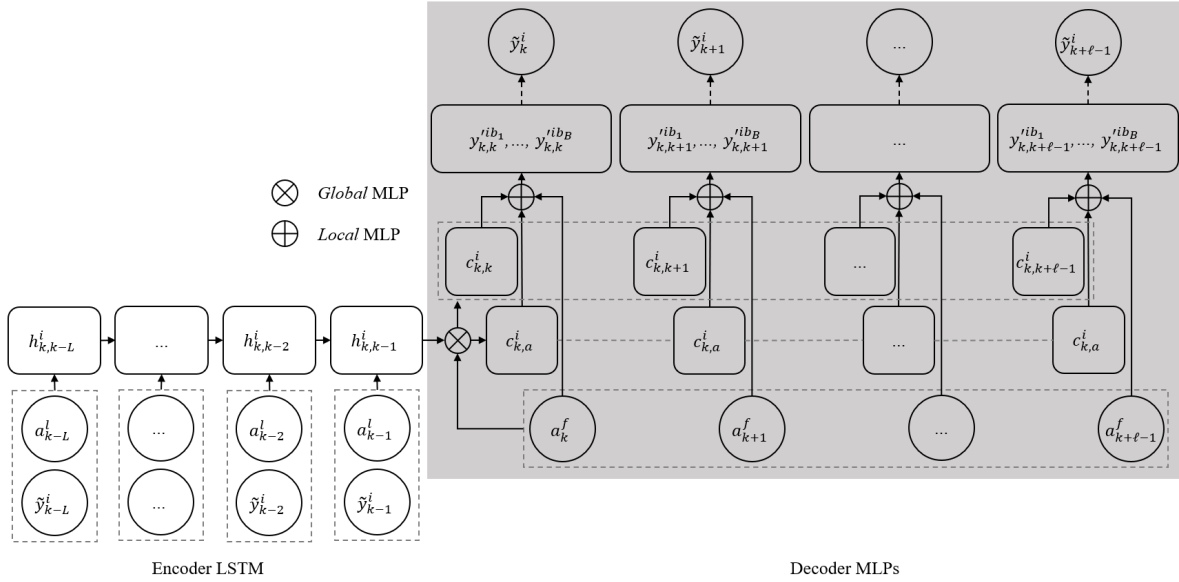 ỹ^i_k ỹ^i_{k+1} ... ỹ^i_{k+ℓ−1}
y'^{ib_1}_{k,k}, ..., y'^{ib_B}_{k,k} y'^{ib_1}_{k,k+1}, ..., y'^{ib_B}_{k,k+1} ... y'^{ib_1}_{k,k+ℓ−1}, ..., y'^{ib_B}_{k,k+ℓ−1}
Global MLP
Local MLP
c^i_{k,k} c^i_{k,k+1} ... c^i_{k,k+ℓ−1}
h^i_{k,k−L} ... h^i_{k,k−2} h^i_{k,k−1} c^i_{k,a} c^i_{k,a} ... c^i_{k,a}
a^l_{k−L} ... a^l_{k−2} a^l_{k−1} a^f_k a^f_{k+1} ... a^f_{k+ℓ−1}
ỹ^i_{k−L} ... ỹ^i_{k−2} ỹ^i_{k−1}
Encoder LSTM Decoder MLPs